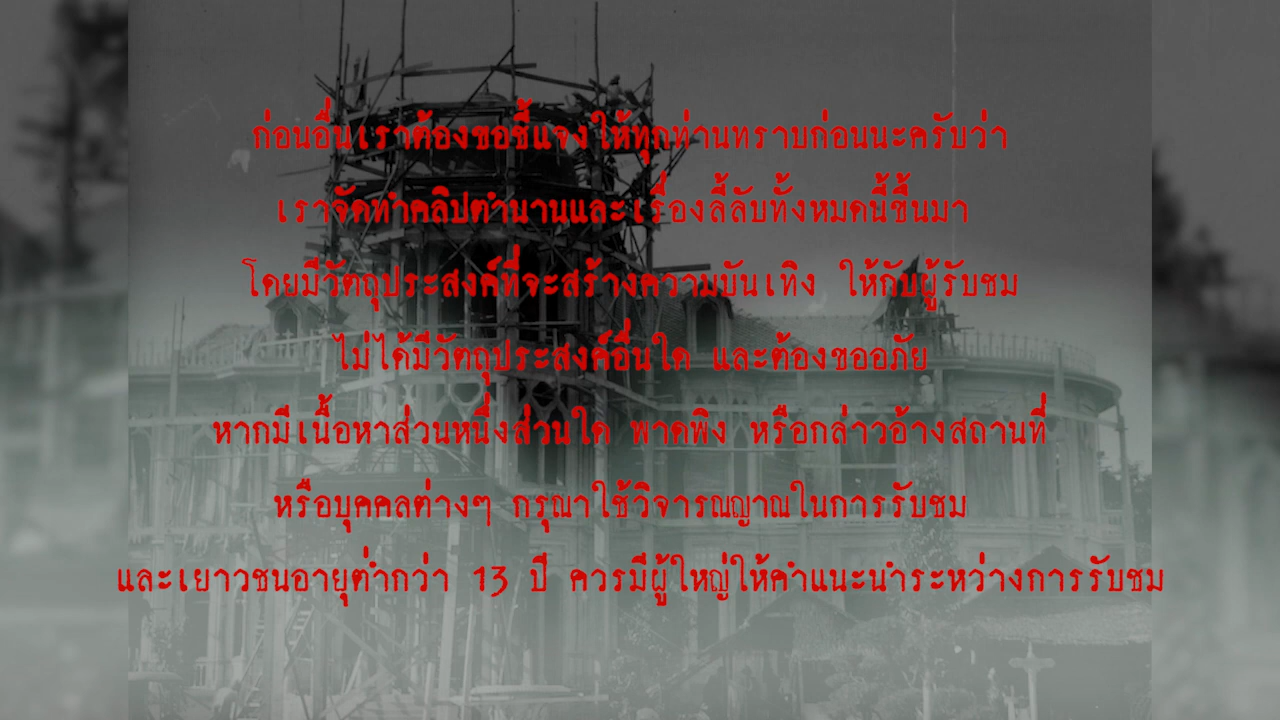 ก่อนอื่นเราต้องขอชี้แจงให้ทุกท่านทราบก่อนนะครับว่า
เราจัดทำคลิปตำนานและเรื่องลี้ลับทั้งหมดนี้ขึ้นมา
โดยมีวัตถุประสงค์ที่จะสร้างความบันเทิง ให้กับผู้รับชม
ไม่ได้มีวัตถุประสงค์อื่นใด และต้องขออภัย
หากมีเนื้อหาส่วนหนึ่งส่วนใด พาดพิง หรือกล่าวอ้างสถานที่
หรือบุคคลต่างๆ กรุณาใช้วิจารณญาณในการรับชม
และเยาวชนอายุต่ำกว่า 13 ปี ควรมีผู้ใหญ่ให้คำแนะนำระหว่างการรับชม